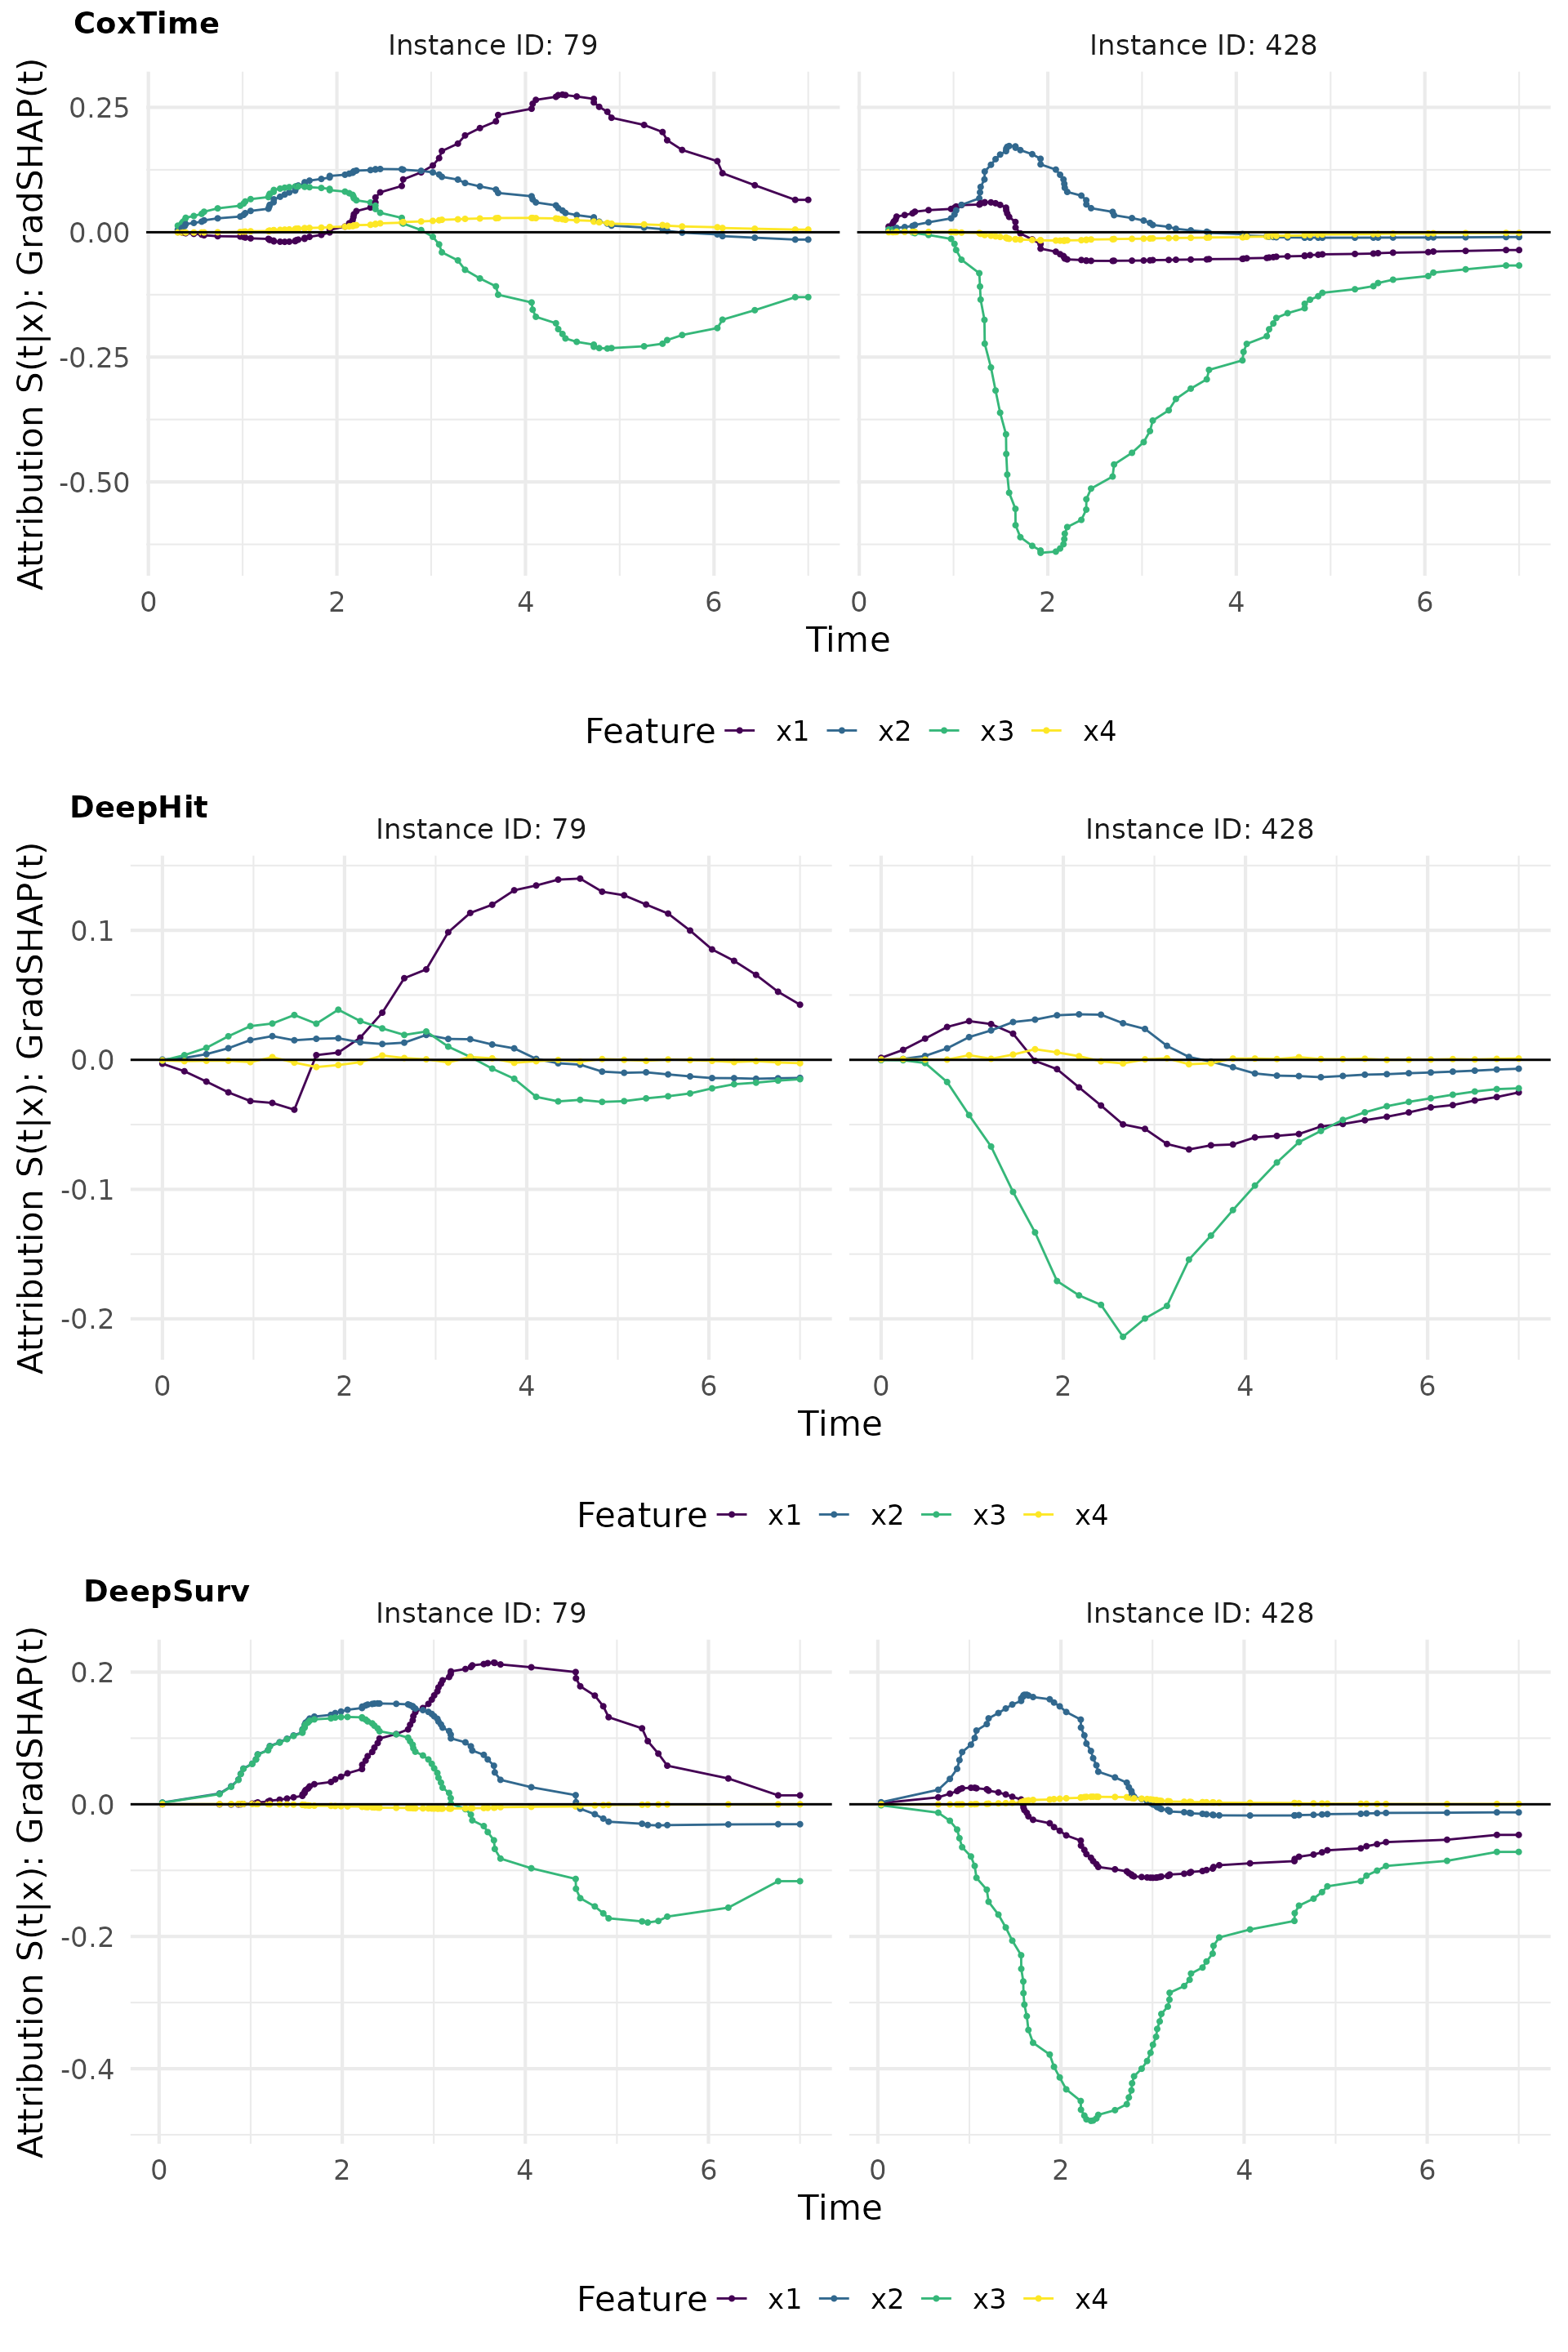 CoxTime
Instance ID: 79
Instance ID: 428
Attribution S(t|x): GradSHAP(t)
0.25
0.00
-0.25
-0.50
0 2 4 6
0 2 4 6
Time
Feature x1 x2 x3 x4
DeepHit
Instance ID: 79
Instance ID: 428
Attribution S(t|x): GradSHAP(t)
0.1
0.0
-0.1
-0.2
0 2 4 6
0 2 4 6
Time
Feature x1 x2 x3 x4
DeepSurv
Instance ID: 79
Instance ID: 428
Attribution S(t|x): GradSHAP(t)
0.2
0.0
-0.2
-0.4
0 2 4 6
0 2 4 6
Time
Feature x1 x2 x3 x4